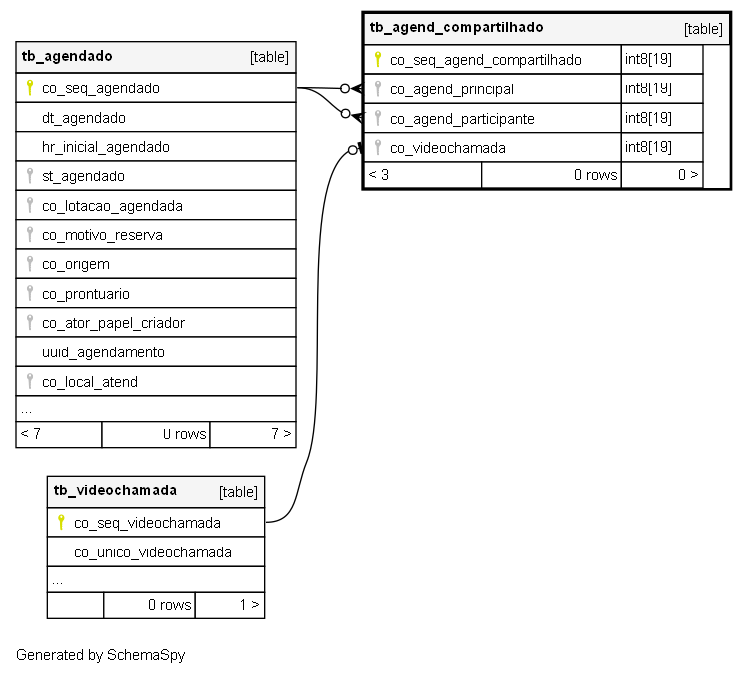 tb_agend_compartilhado [table]
co_seq_agend_compartilhado int8[19]
co_agend_principal int8[19]
co_agend_participante int8[19]
co_videochamada int8[19]
< 3 0 rows 0 >
tb_agendado [table]
co_seq_agendado
dt_agendado
hr_inicial_agendado
st_agendado
co_lotacao_agendada
co_motivo_reserva
co_origem
co_prontuario
co_ator_papel_criador
uuid_agendamento
co_local_atend
...
< 7 0 rows 7 >
tb_videochamada [table]
co_seq_videochamada
co_unico_videochamada
...
0 rows 1 >
Generated by SchemaSpy